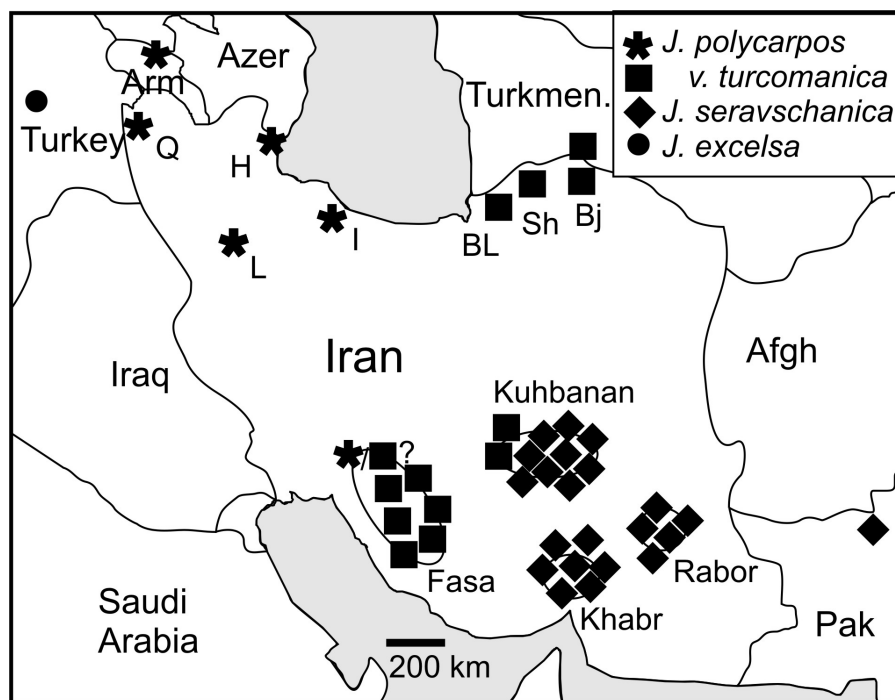 J. polycarpos
v. turcomanica
J. seravschanica
J. excelsa
Azer
Arm
Turkmen.
Turkey
Q
H
I
L
BL
Sh
Bj
Iran
Iraq
Afgh
Kuhbanan
/ ?
Fasa
Rabor
Khabr
Saudi
Arabia
Pak
200 km